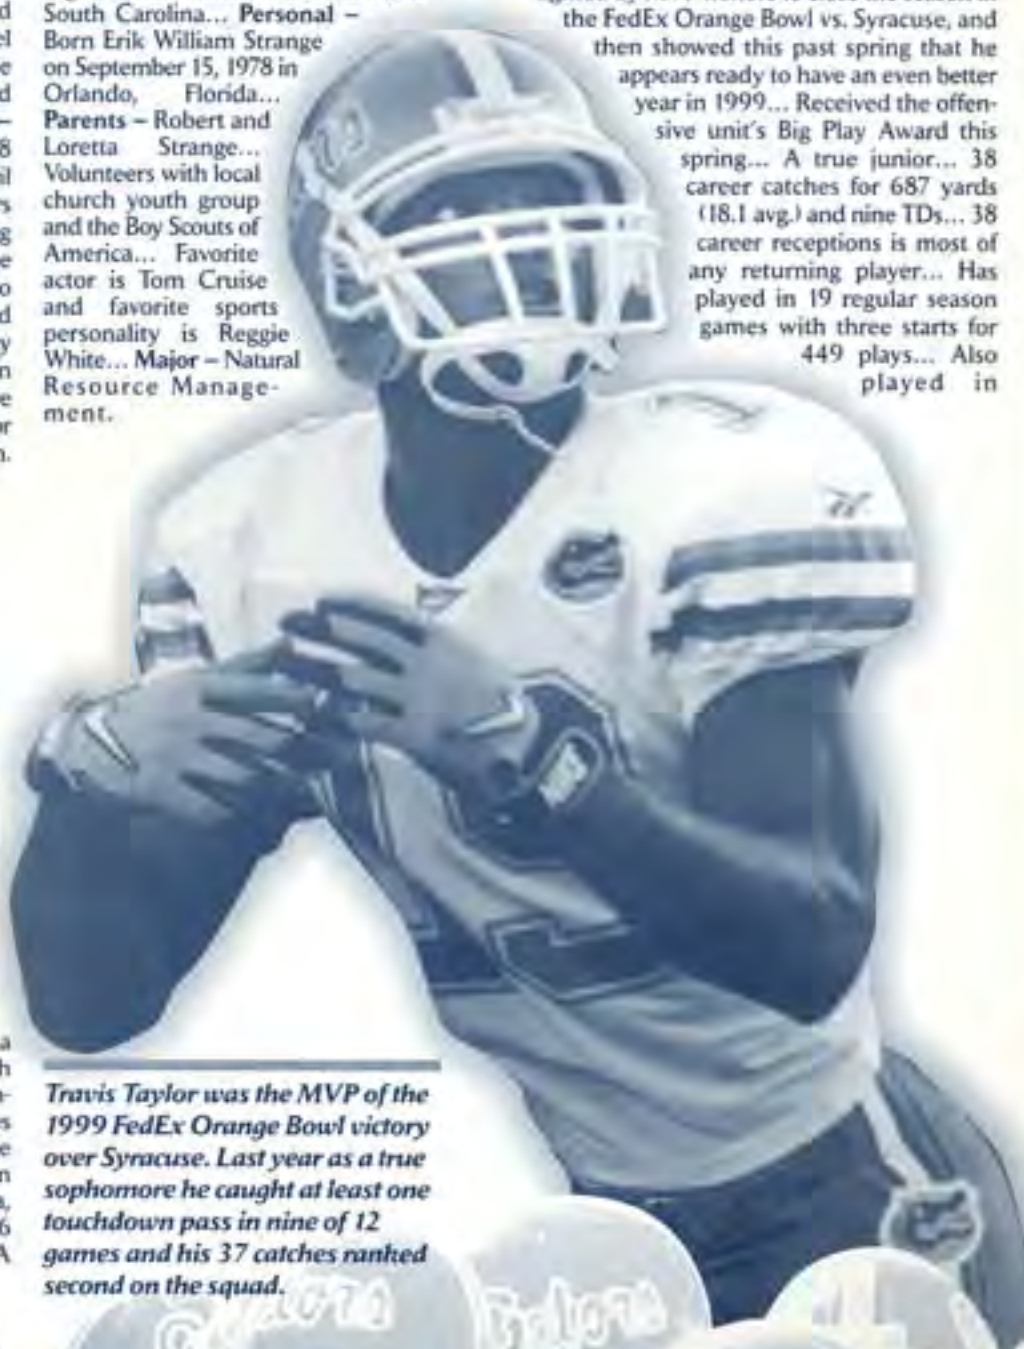 South Carolina... Personal –
Born Erik William Strange
on September 15, 1978 in
Orlando, Florida...
Parents – Robert and
Loretta Strange...
Volunteers with local
church youth group
and the Boy Scouts of
America... Favorite
actor is Tom Cruise
and favorite sports
personality is Reggie
White... Major – Natural
Resource Manage-
ment.
the FedEx Orange Bowl vs. Syracuse, and
then showed this past spring that he
appears ready to have an even better
year in 1999... Received the offen-
sive unit's Big Play Award this
spring... A true junior... 38
career catches for 687 yards
(18.1 avg.) and nine TDs... 38
career receptions is most of
any returning player... Has
played in 19 regular season
games with three starts for
449 plays... Also
played in
Travis Taylor was the MVP of the
1999 FedEx Orange Bowl victory
over Syracuse. Last year as a true
sophomore he caught at least one
touchdown pass in nine of 12
games and his 37 catches ranked
second on the squad.